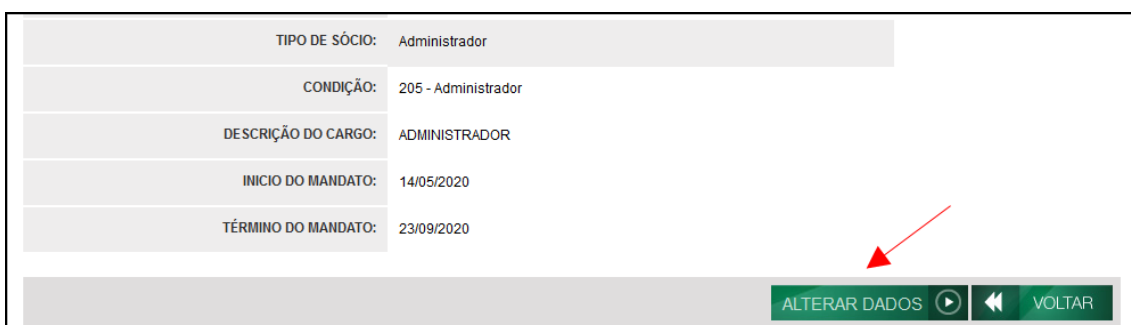 TIPO DE SÓCIO: Administrador
CONDIÇÃO: 205 - Administrador
DESCRIÇÃO DO CARGO: ADMINISTRADOR
INICIO DO MANDATO: 14/05/2020
TÉRMINO DO MANDATO: 23/09/2020
ALTERAR DADOS VOLTAR